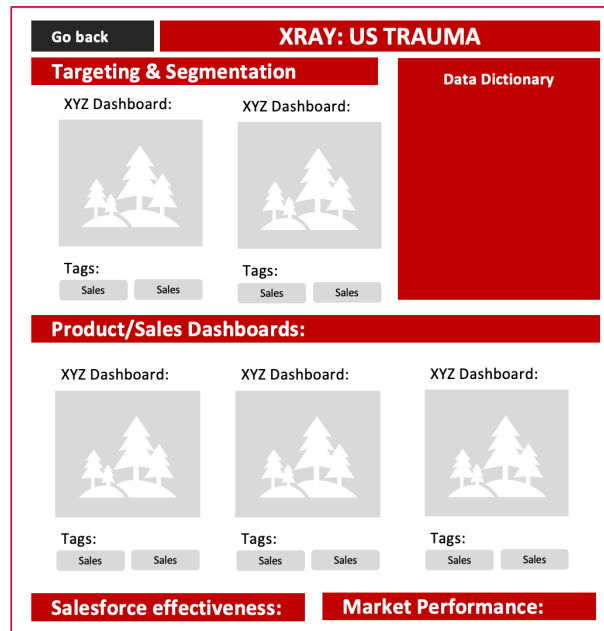 Go back
XRAY: US TRAUMA
Targeting & Segmentation
Data Dictionary
XYZ Dashboard:
XYZ Dashboard:
Tags:
Tags:
Sales
Sales
Sales
Sales
Product/Sales Dashboards:
XYZ Dashboard:
XYZ Dashboard:
XYZ Dashboard:
Tags:
Tags:
Tags:
Sales
Sales
Sales
Sales
Sales
Sales
Salesforce effectiveness:
Market Performance: